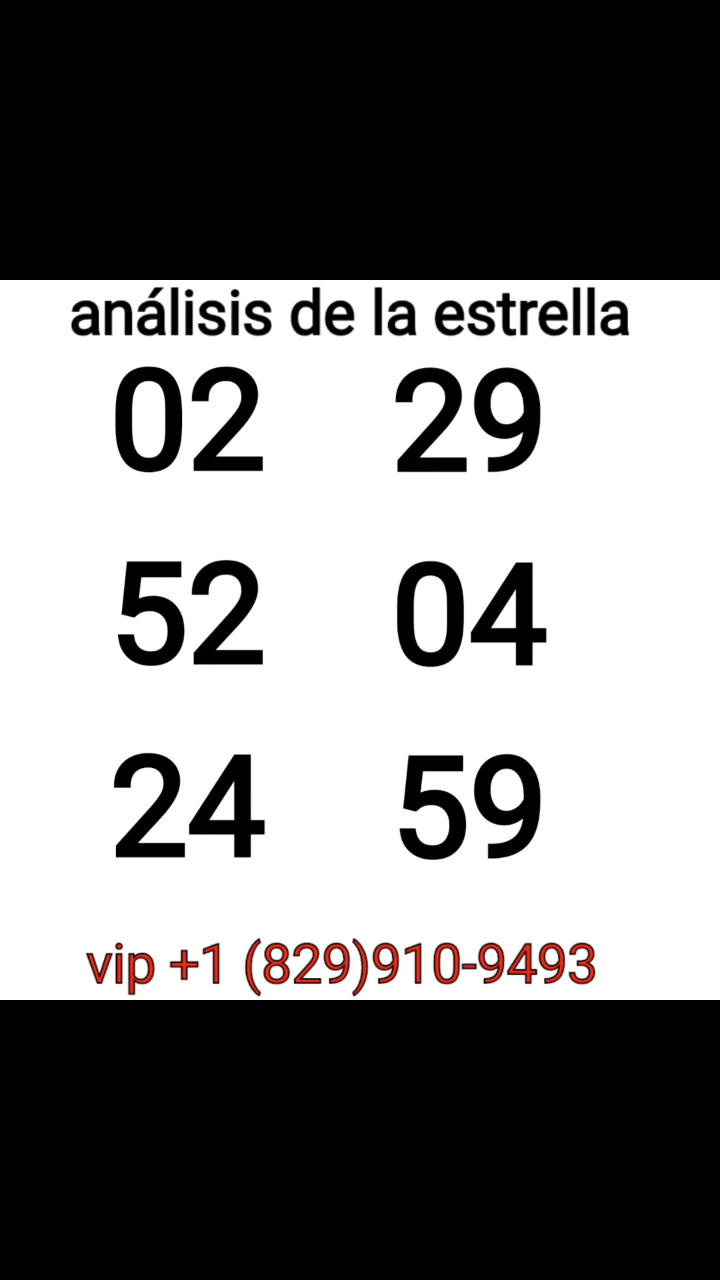 análisis de la estrella
02 29
52 04
24 59
vip +1 (829)910-9493